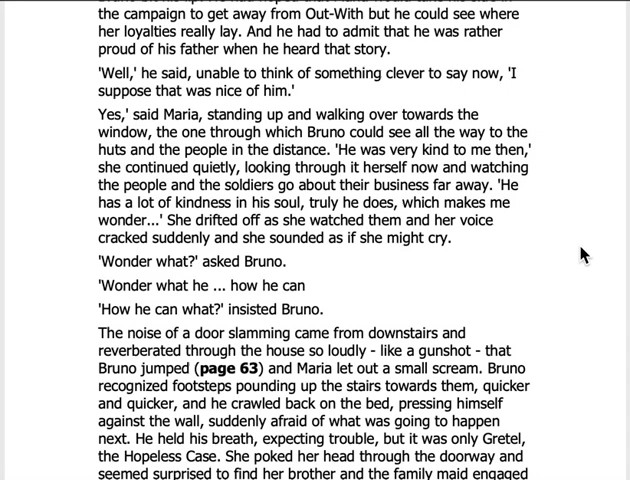 the campaign to get away from Out-With but he could see where
her loyalties really lay. And he had to admit that he was rather
proud of his father when he heard that story.
'Well,' he said, unable to think of something clever to say now, 'I
suppose that was nice of him.'
Yes,' said Maria, standing up and walking over towards the
window, the one through which Bruno could see all the way to the
huts and the people in the distance. 'He was very kind to me then,'
she continued quietly, looking through it herself now and watching
the people and the soldiers go about their business far away. 'He
has a lot of kindness in his soul, truly he does, which makes me
wonder...' She drifted off as she watched them and her voice
cracked suddenly and she sounded as if she might cry.
'Wonder what?' asked Bruno.
'Wonder what he ... how he can
'How he can what?' insisted Bruno.
The noise of a door slamming came from downstairs and
reverberated through the house so loudly - like a gunshot - that
Bruno jumped (page 63) and Maria let out a small scream. Bruno
recognized footsteps pounding up the stairs towards them, quicker
and quicker, and he crawled back on the bed, pressing himself
against the wall, suddenly afraid of what was going to happen
next. He held his breath, expecting trouble, but it was only Gretel,
the Hopeless Case. She poked her head through the doorway and
seemed surprised to find her brother and the family maid engaged